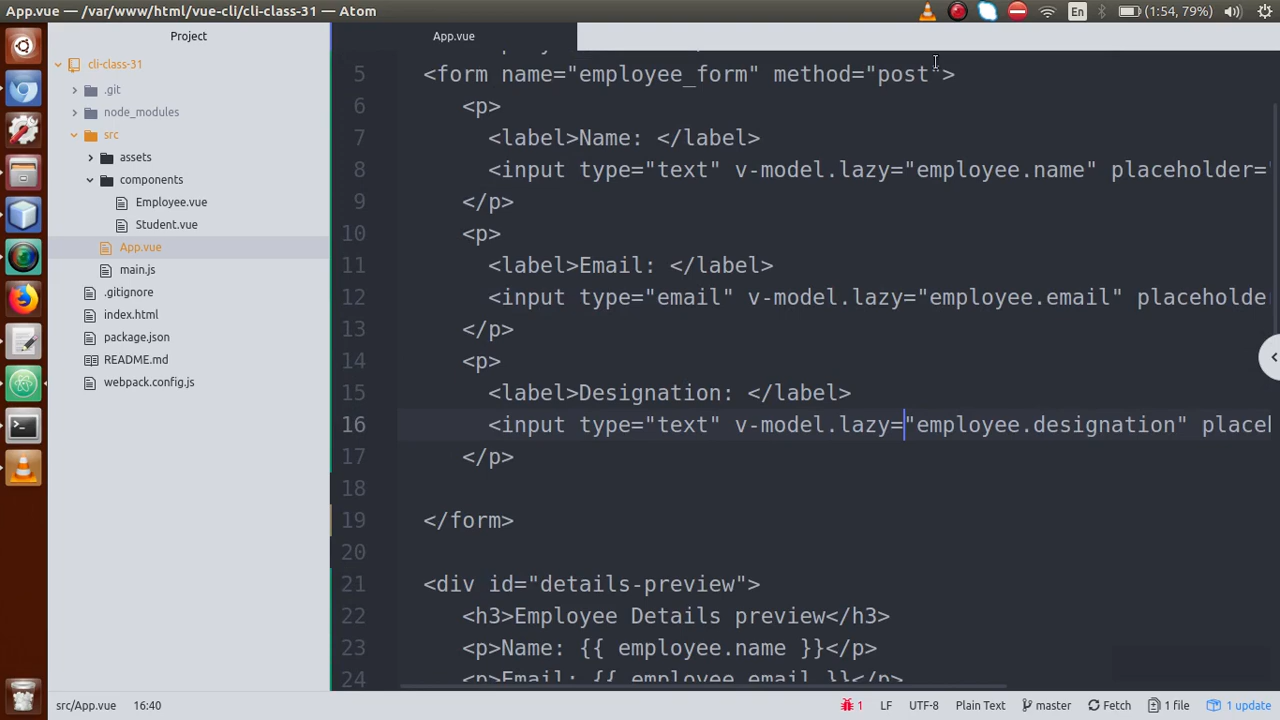 App.vue — /var/www/html/vue-cli/cli-class-31 — Atom
En
(1:54, 79%)
Project
App.vue
cli-class-31
.git
node_modules
src
assets
components
Employee.vue
Student.vue
App.vue
main.js
.gitignore
index.html
package.json
README.md
webpack.config.js
5 <form name="employee_form" method="post">
6 <p>
7 <label>Name: </label>
8 <input type="text" v-model.lazy="employee.name" placeholder=
9 </p>
10 <p>
11 <label>Email: </label>
12 <input type="email" v-model.lazy="employee.email" placeholde
13 </p>
14 <p>
15 <label>Designation: </label>
16 <input type="text" v-model.lazy="employee.designation" placeh
17 </p>
18
19 </form>
20
21 <div id="details-preview">
22 <h3>Employee Details preview</h3>
23 <p>Name: {{ employee.name }}</p>
24 <p>Email: {{ employee.email }}</p>
src/App.vue 16:40
1 LF UTF-8 Plain Text master Fetch 1 file 1 update